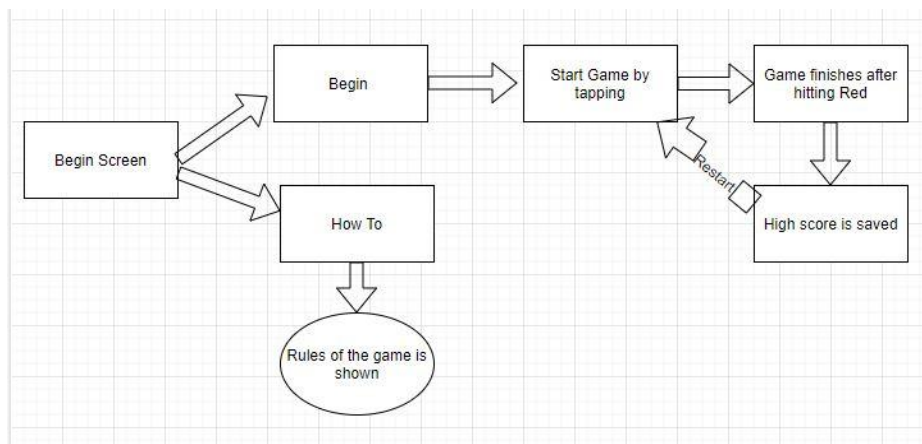 Begin
Start Game by
tapping
Game finishes after
hitting Red
Begin Screen
Restart
How To
High score is saved
Rules of the game is
shown